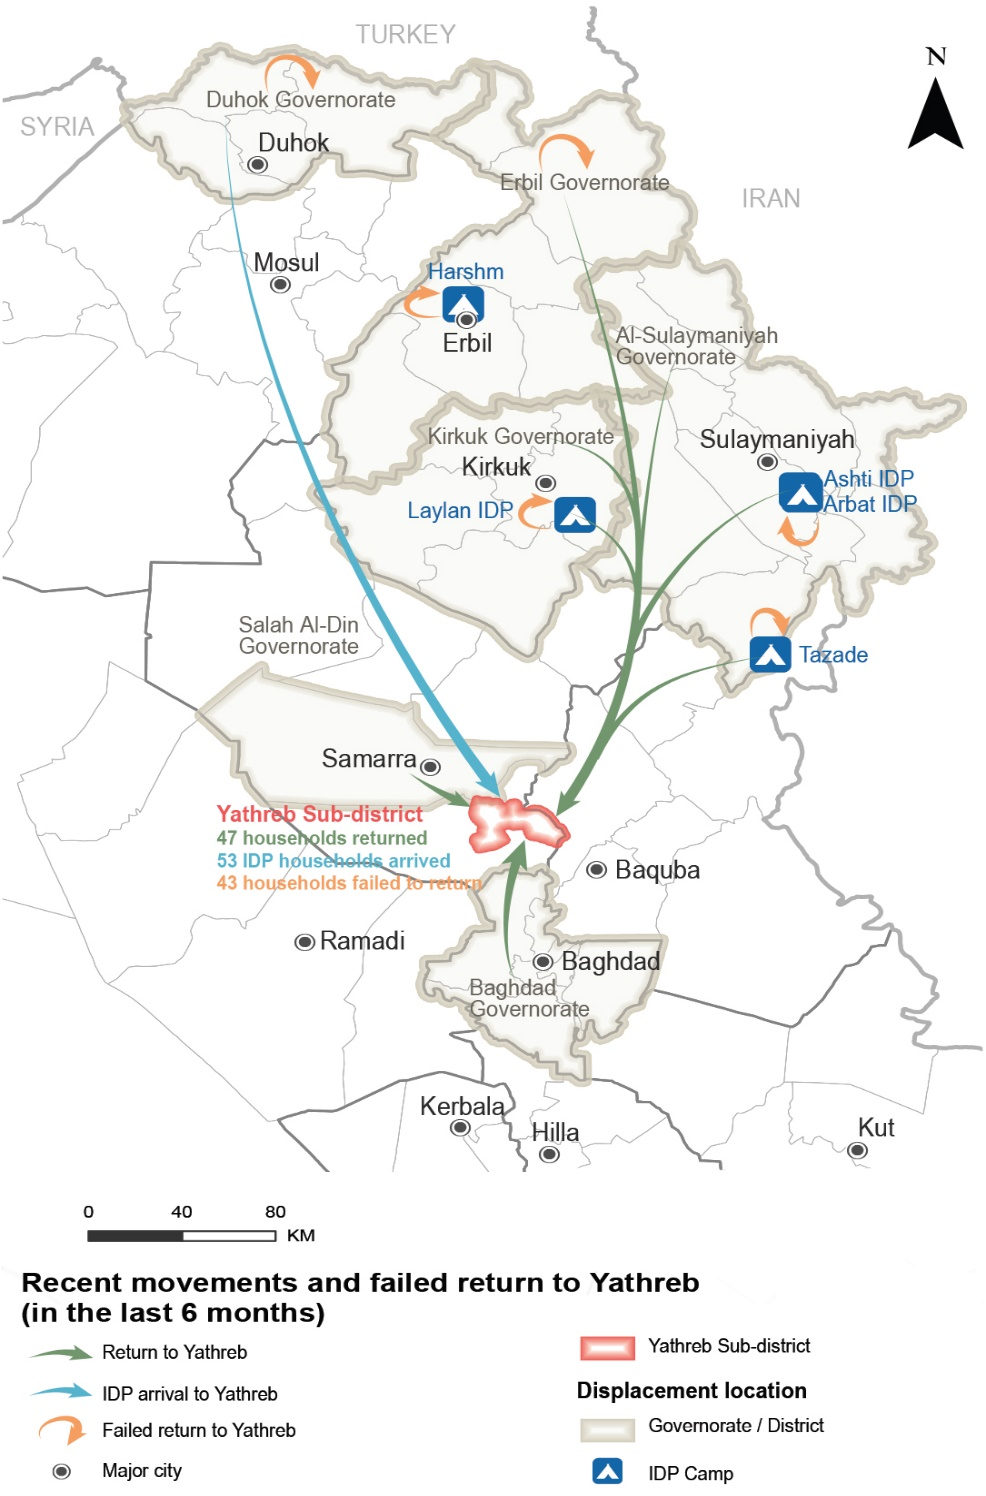 TURKEY
N
SYRIA
Duhok Governorate
Duhok
Erbil Governorate
IRAN
Mosul
Harshm
Erbil
Al-Sulaymaniyah
Governorate
Kirkuk Governorate
Sulaymaniyah
Kirkuk
Ashti IDP
Arbat IDP
Laylan IDP
Salah Al-Din
Governorate
Tazade
Samarra
Yathreb Sub-district
47 households returned
53 IDP households arrived
43 households failed to return
Baquba
Ramadi
Baghdad
Baghdad
Governorate
Kerbala
Hilla
Kut
0 40 80
KM
Recent movements and failed return to Yathreb
(in the last 6 months)
Return to Yathreb
IDP arrival to Yathreb
Failed return to Yathreb
Major city
Yathreb Sub-district
Displacement location
Governorate / District
IDP Camp